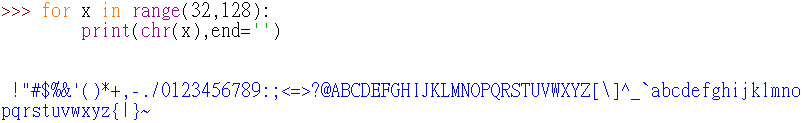 >>> for x in range(32,128):
        print(chr(x),end='')
 !"#$%&'()*+,-./0123456789:;<=>?@ABCDEFGHIJKLMNOPQRSTUVWXYZ[\]^_`abcdefghijklmno
pqrstuvwxyz{|}~